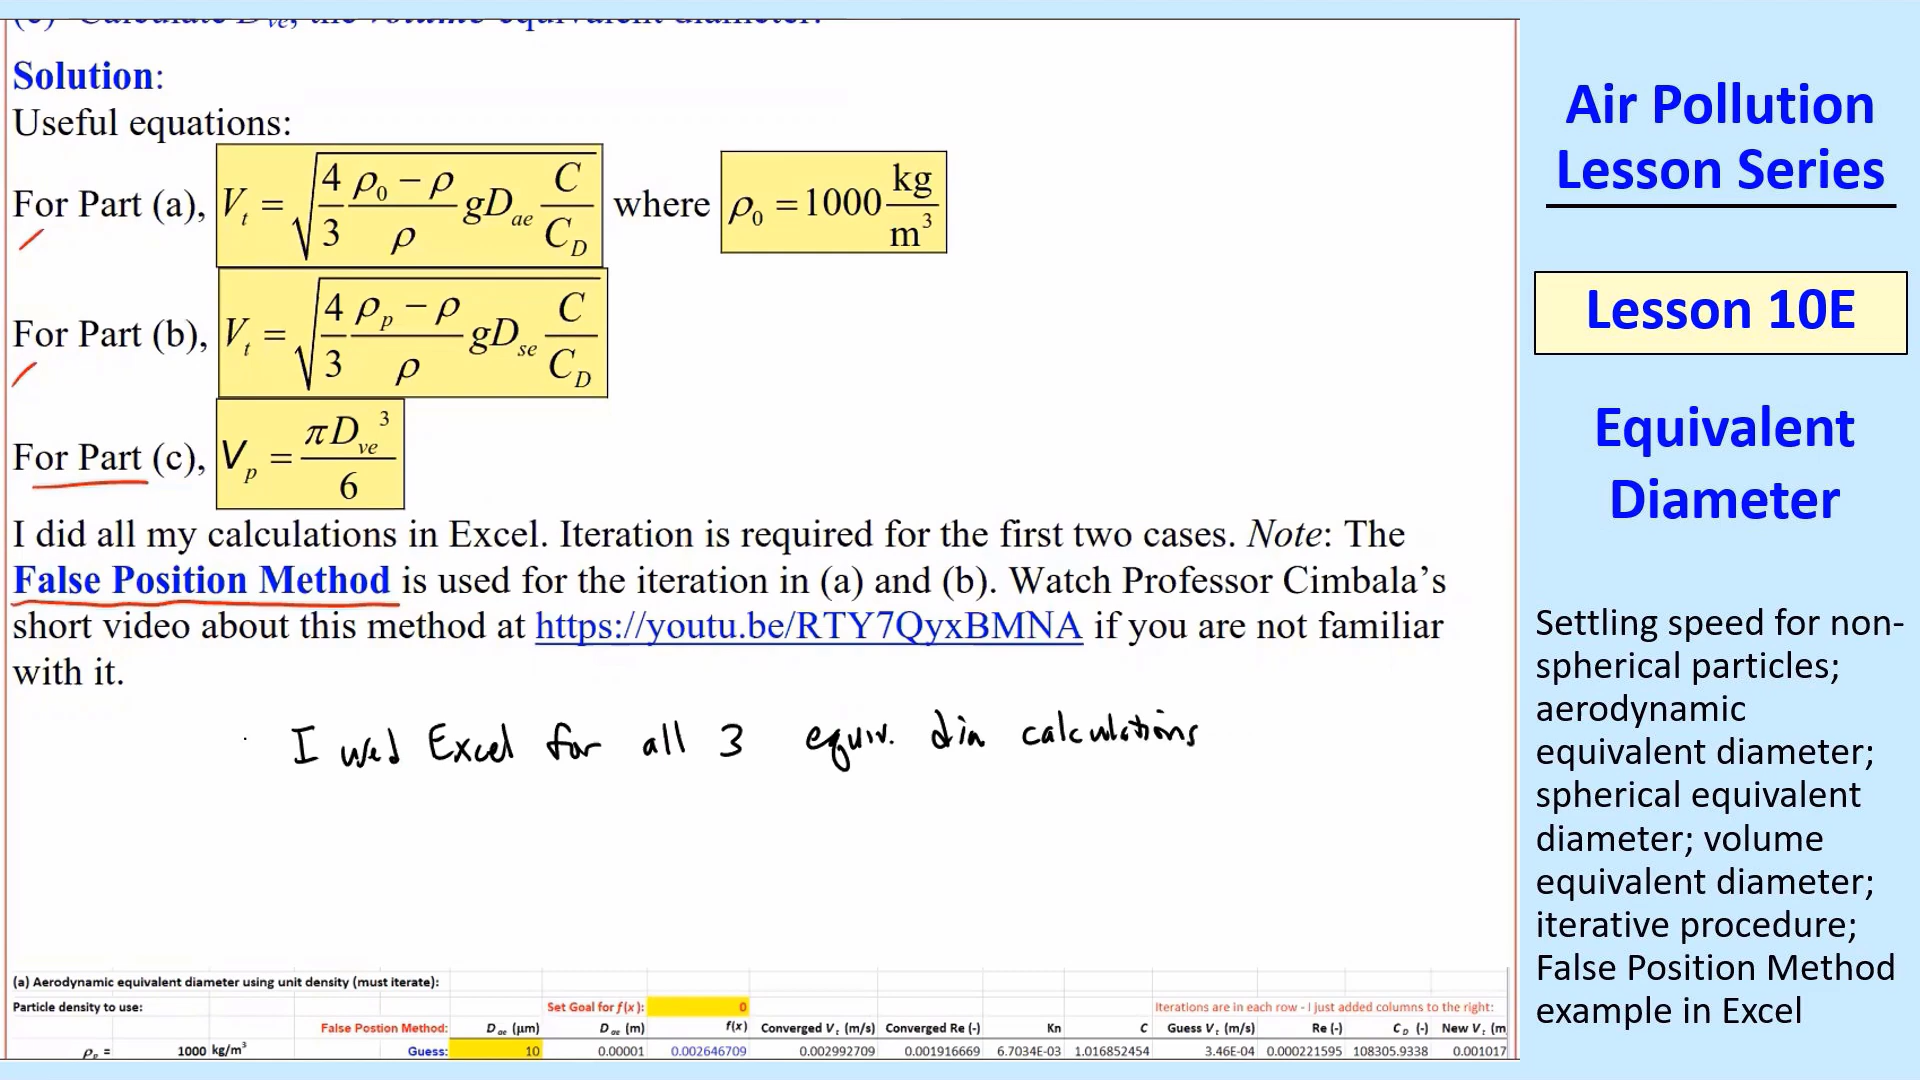 (c) Calculate Dve, the volume equivalent diameter.
Solution:
Useful equations:
For Part (a), V_t = √(4/3 (ρ_0 − ρ)/ρ gD_ae C/C_D) where ρ_0 = 1000 kg/m³
For Part (b), V_t = √(4/3 (ρ_p − ρ)/ρ gD_se C/C_D)
For Part (c), V_p = πD_ve³/6
I did all my calculations in Excel. Iteration is required for the first two cases. Note: The
False Position Method is used for the iteration in (a) and (b). Watch Professor Cimbala’s
short video about this method at https://youtu.be/RTY7QyxBMNA if you are not familiar
with it.
I used Excel for all 3 equiv. dia calculations
(a) Aerodynamic equivalent diameter using unit density (must iterate):
Particle density to use: Set Goal for f(x): 0 Iterations are in each row - I just added columns to the right:
False Postion Method: D_ae (μm) D_ae (m) f(x) Converged V_t (m/s) Converged Re (-) Kn C Guess V_t (m/s) Re (-) C_D (-) New V_t (m
ρ_p = 1000 kg/m³ Guess: 10 0.00001 0.002646709 0.002992709 0.001916669 6.7034E-03 1.016852454 3.46E-04 0.000221595 108305.9338 0.001017
Air Pollution
Lesson Series
Lesson 10E
Equivalent
Diameter
Settling speed for non-
spherical particles;
aerodynamic
equivalent diameter;
spherical equivalent
diameter; volume
equivalent diameter;
iterative procedure;
False Position Method
example in Excel